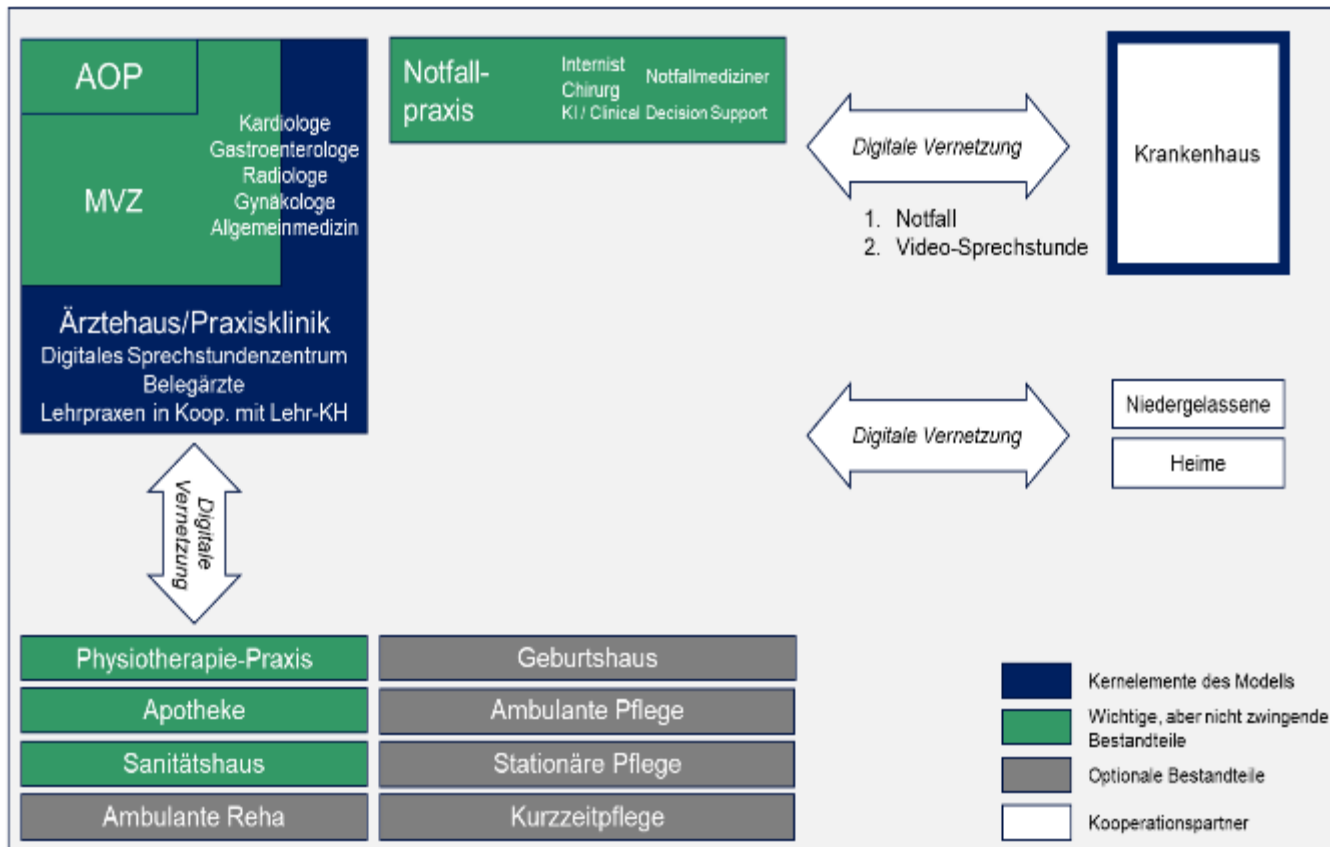 AOP
MVZ
Kardiologe
Gastroenterologe
Radiologe
Gynäkologe
Allgemeinmedizin
Ärztehaus/Praxisklinik
Digitales Sprechstundenzentrum
Belegärzte
Lehrpraxen in Koop. mit Lehr-KH
Notfall-
praxis
Internist
Chirurg
Notfallmediziner
KI / Clinical Decision Support
Digitale Vernetzung
1. Notfall
2. Video-Sprechstunde
Krankenhaus
Digitale Vernetzung
Niedergelassene
Heime
Digitale
Vernetzung
Physiotherapie-Praxis
Apotheke
Sanitätshaus
Ambulante Reha
Geburtshaus
Ambulante Pflege
Stationäre Pflege
Kurzzeitpflege
Kernelemente des Modells
Wichtige, aber nicht zwingende
Bestandteile
Optionale Bestandteile
Kooperationspartner